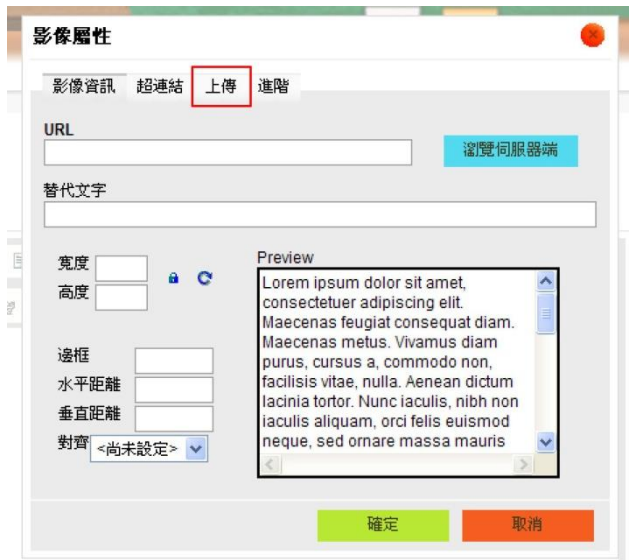 影像屬性
影像資訊 超連結 上傳 進階
URL
瀏覽伺服器端
替代文字
寬度
高度
Preview
Lorem ipsum dolor sit amet,
consectetuer adipiscing elit.
Maecenas feugiat consequat diam.
Maecenas metus. Vivamus diam
purus, cursus a, commodo non,
facilisis vitae, nulla. Aenean dictum
lacinia tortor. Nunc iaculis, nibh non
iaculis aliquam, orci felis euismod
neque, sed ornare massa mauris
邊框
水平距離
垂直距離
對齊 <尚未設定>
確定 取消